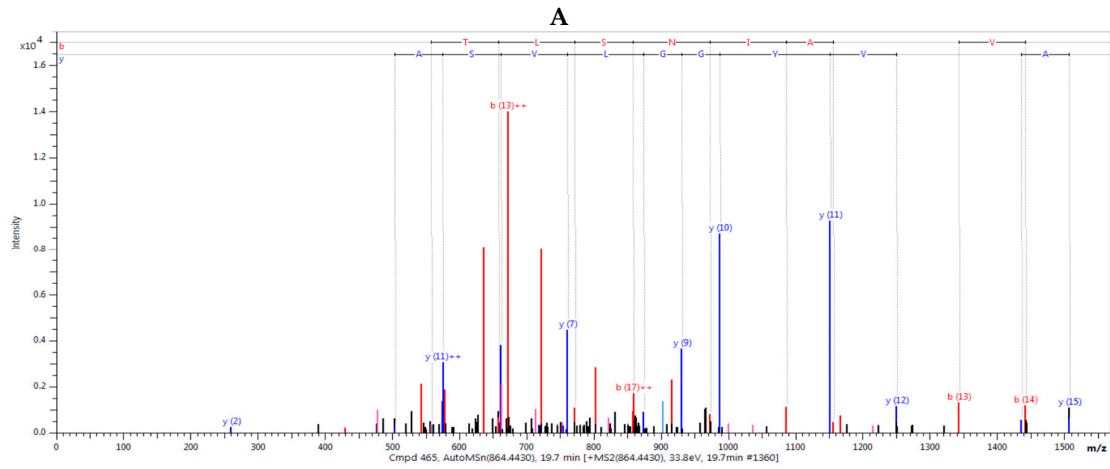 A
x10⁴
b
T L S N I A V
y
A S V L G G Y V A
1.6
1.4
1.2
1.0
0.8
0.6
0.4
0.2
0.0
Intensity
b (13)++
y (11)
y (10)
y (7)
y (9)
y (11)++
b (17)++
y (12)
b (13)
b (14)
y (15)
y (2)
0 100 200 300 400 500 600 700 800 900 1000 1100 1200 1300 1400 1500 m/z
Cmpd 465, AutoMSn(864.4430), 19.7 min [+MS2(864.4430), 33.8eV, 19.7min #1360]